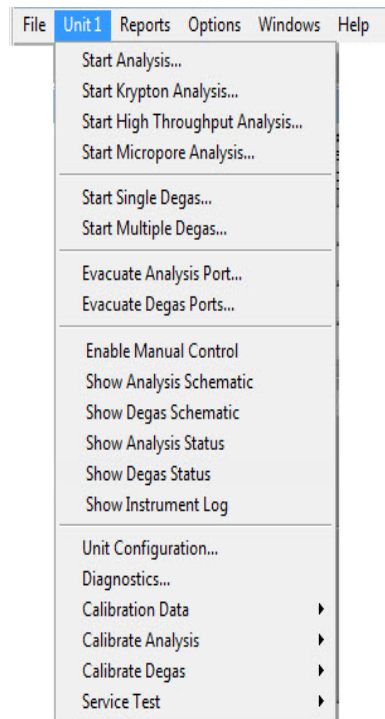 File Unit 1 Reports Options Windows Help
Start Analysis...
Start Krypton Analysis...
Start High Throughput Analysis...
Start Micropore Analysis...
Start Single Degas...
Start Multiple Degas...
Evacuate Analysis Port...
Evacuate Degas Ports...
Enable Manual Control
Show Analysis Schematic
Show Degas Schematic
Show Analysis Status
Show Degas Status
Show Instrument Log
Unit Configuration...
Diagnostics...
Calibration Data
Calibrate Analysis
Calibrate Degas
Service Test